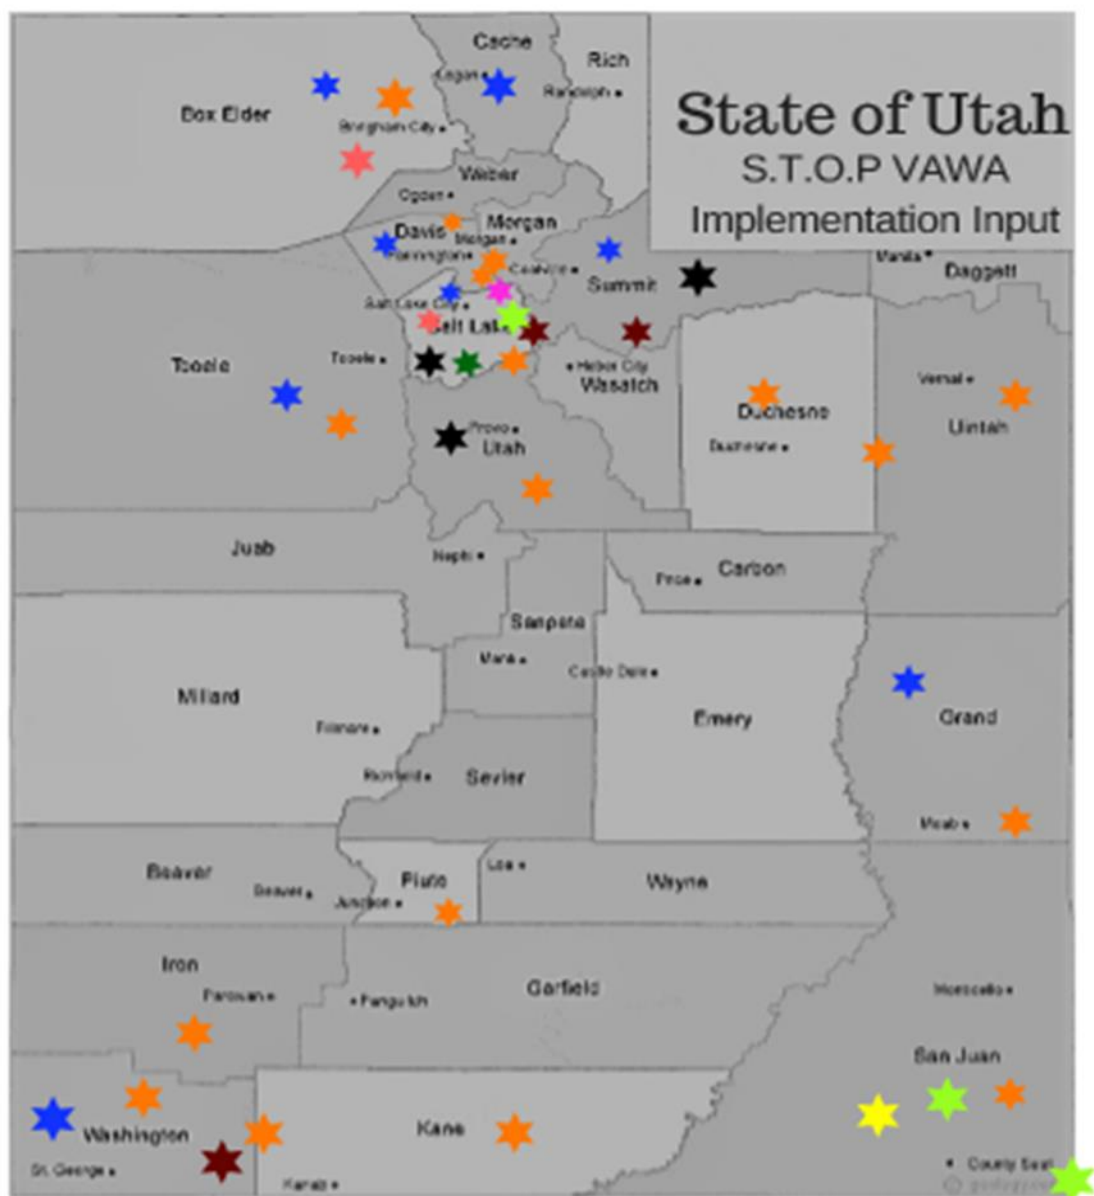 Cache
Rich
Logan
Randolph
State of Utah
S.T.O.P VAWA
Implementation Input
Box Elder
Bringham City
Weber
Ogden
Morgan
Davis
Morgan
Farmington
Coalville
Summit
Manila
Daggett
Salt Lake City
Salt Lake
Tooele
Tooele
Heber City
Wasatch
Duchesne
Duchesne
Vernal
Uintah
Provo
Utah
Juab
Nephi
Price
Carbon
Sanpete
Manti
Castle Dale
Millard
Emery
Grand
Fillmore
Richfield
Sevier
Moab
Beaver
Beaver
Piute
Junction
Loa
Wayne
Iron
Parowan
Panguitch
Garfield
Monticello
San Juan
Washington
Kane
St. George
Kanab
County Seat